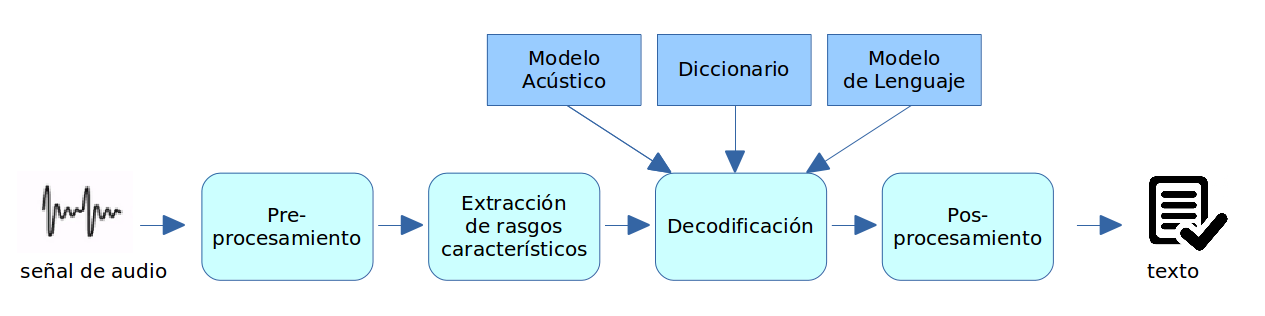 Modelo
Acústico
Diccionario
Modelo
de Lenguaje
señal de audio
Pre-
procesamiento
Extracción
de rasgos
característicos
Decodificación
Pos-
procesamiento
texto